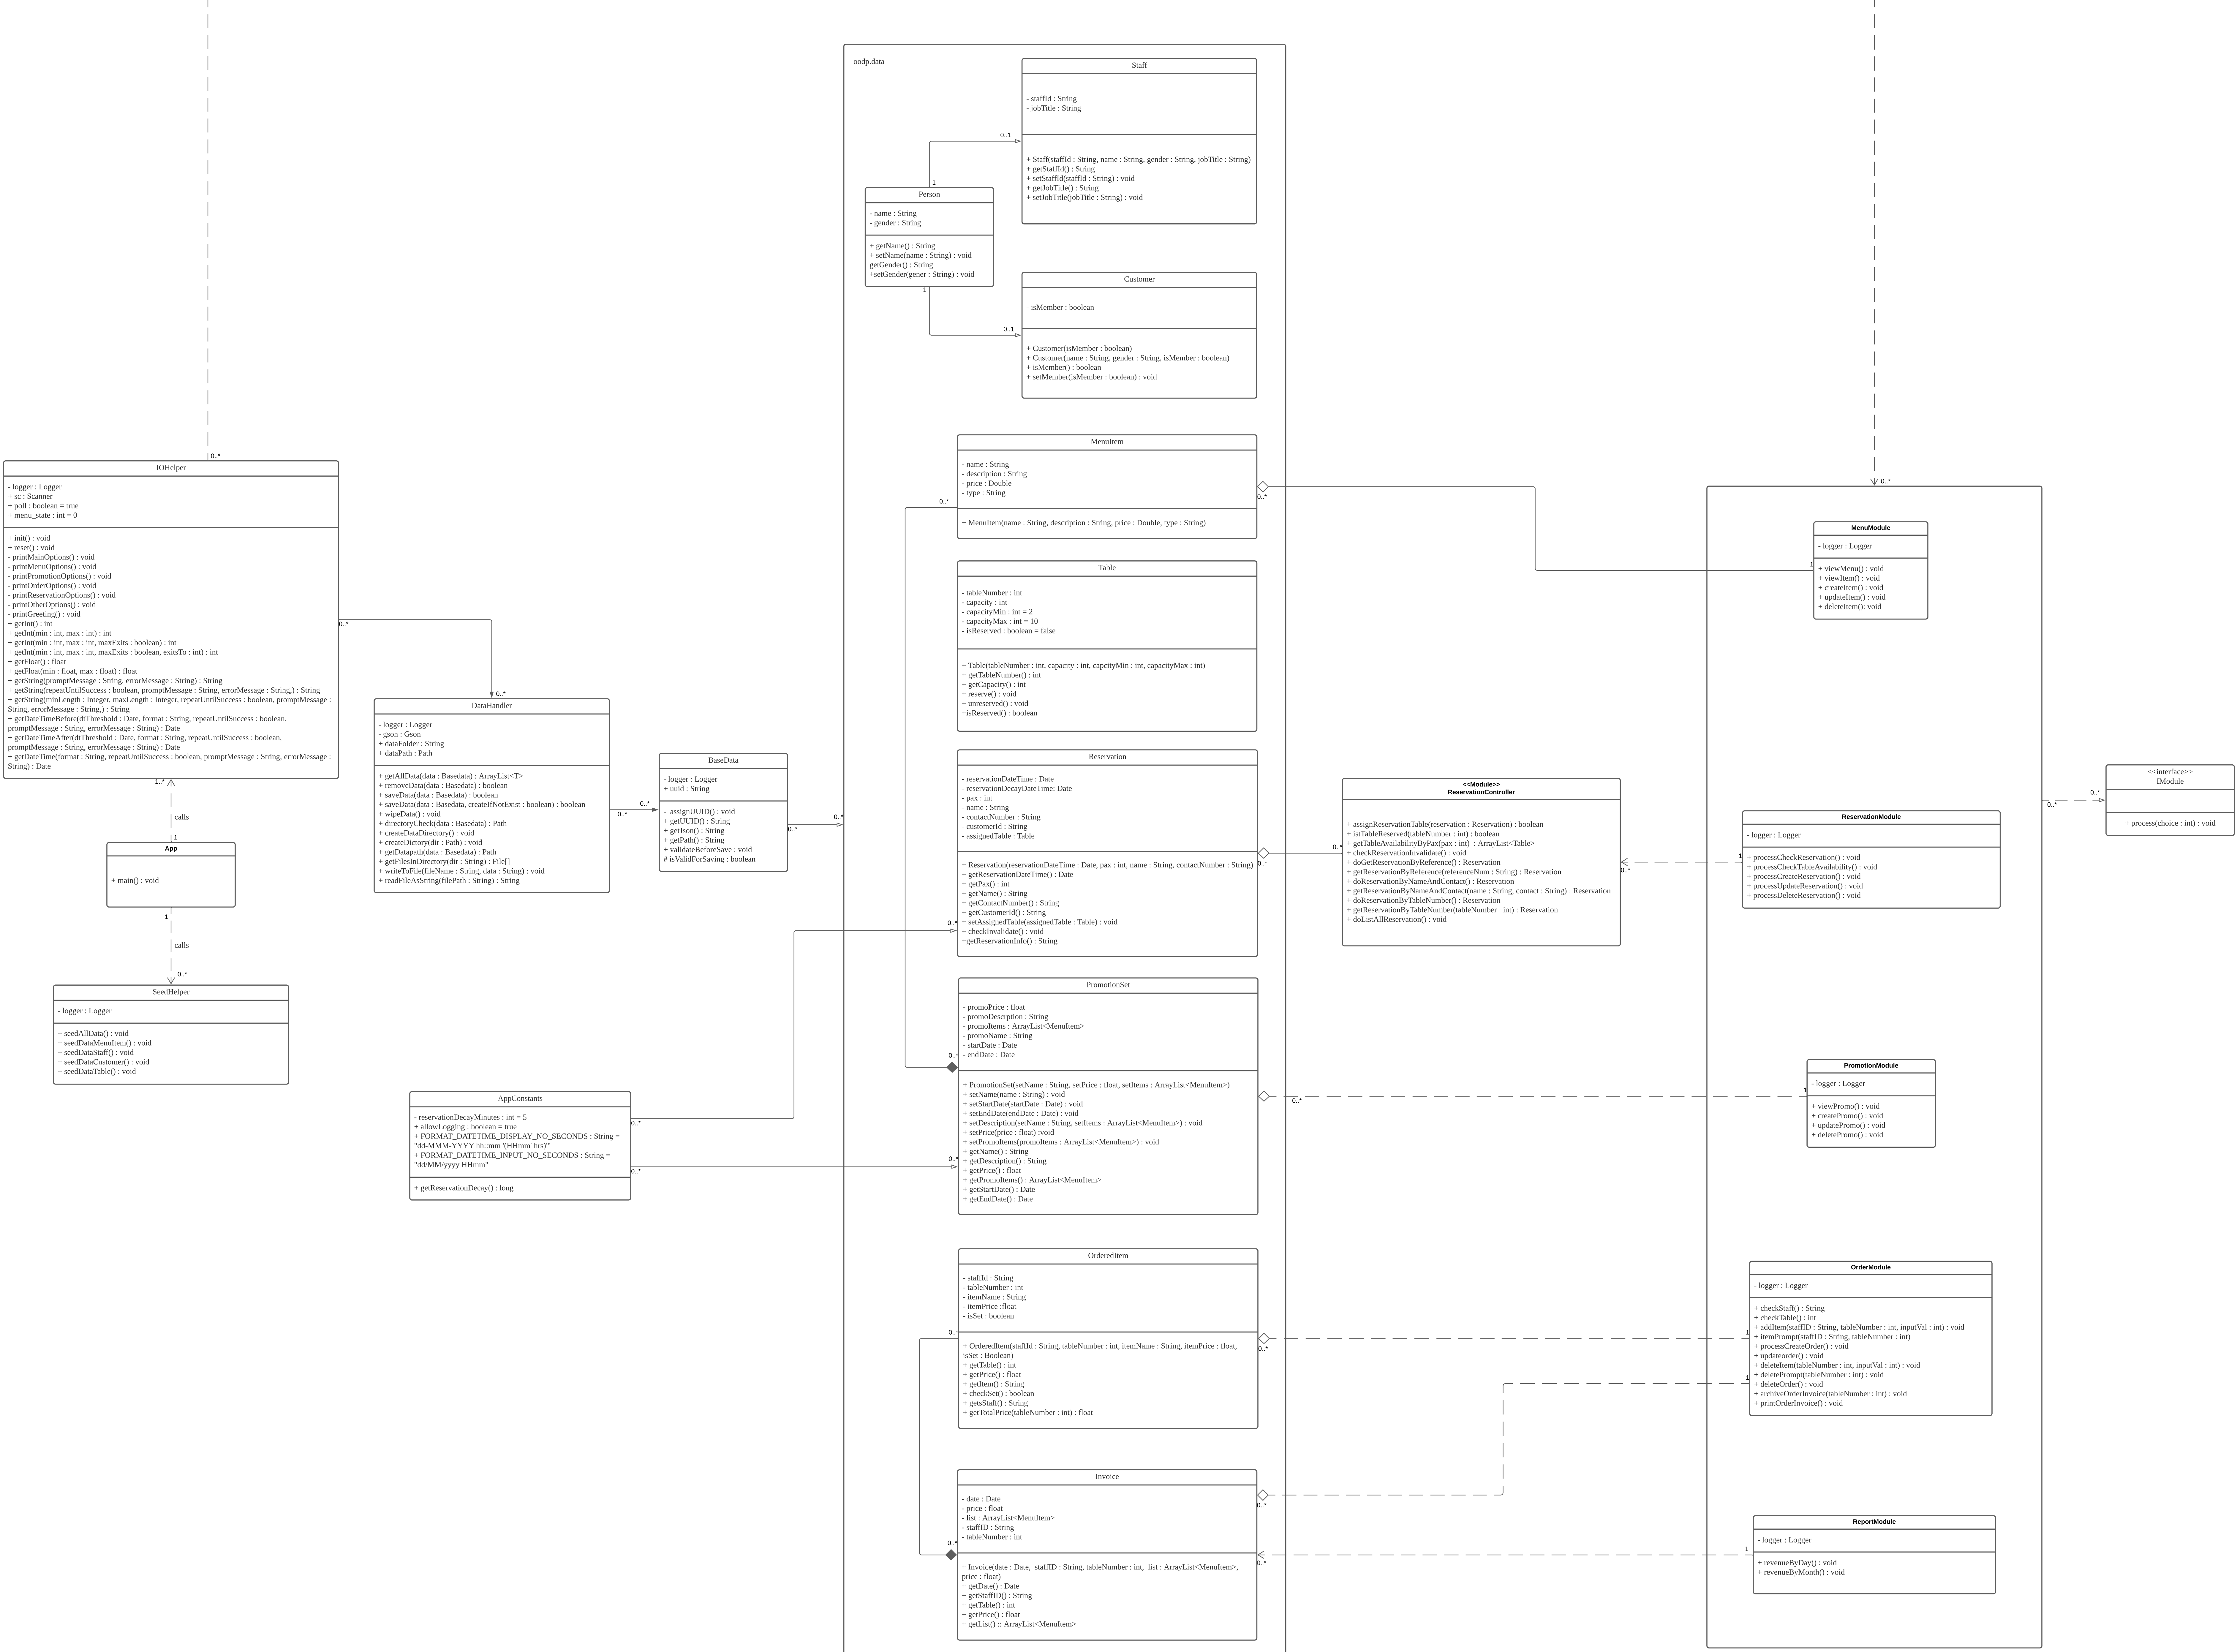 oodp.data
Staff
- staffId : String
- jobTitle : String
+ Staff(staffId : String, name : String, gender : String, jobTitle : String)
+ getStaffId() : String
+ setStaffId(staffId : String) : void
+ getJobTitle() : String
+ setJobTitle(jobTitle : String) : void
0..1
1
Person
- name : String
- gender : String
+ getName() : String
+ setName(name : String) : void
getGender() : String
+setGender(gener : String) : void
1
0..1
Customer
- isMember : boolean
+ Customer(isMember : boolean)
+ Customer(name : String, gender : String, isMember : boolean)
+ isMember() : boolean
+ setMember(isMember : boolean) : void
MenuItem
- name : String
- description : String
- price : Double
- type : String
+ MenuItem(name : String, description : String, price : Double, type : String)
0..*
0..*
Table
- tableNumber : int
- capacity : int
- capacityMin : int = 2
- capacityMax : int = 10
- isReserved : boolean = false
+ Table(tableNumber : int, capacity : int, capcityMin : int, capacityMax : int)
+ getTableNumber() : int
+ getCapacity() : int
+ reserve() : void
+ unreserved() : void
+isReserved() : boolean
Reservation
- reservationDateTime : Date
- reservationDecayDateTime: Date
- pax : int
- name : String
- contactNumber : String
- customerId : String
- assignedTable : Table
+ Reservation(reservationDateTime : Date, pax : int, name : String, contactNumber : String)
+ getReservationDateTime() : Date
+ getPax() : int
+ getName() : String
+ getContactNumber() : String
+ getCustomerId() : String
+ setAssignedTable(assignedTable : Table) : void
+ checkInvalidate() : void
+getReservationInfo() : String
0..*
0..*
PromotionSet
- promoPrice : float
- promoDescrption : String
- promoItems : ArrayList<MenuItem>
- promoName : String
- startDate : Date
- endDate : Date
+ PromotionSet(setName : String, setPrice : float, setItems : ArrayList<MenuItem>)
+ setName(name : String) : void
+ setStartDate(startDate : Date) : void
+ setEndDate(endDate : Date) : void
+ setDescription(setName : String, setItems : ArrayList<MenuItem>) : void
+ setPrice(price : float) :void
+ setPromoItems(promoItems : ArrayList<MenuItem>) : void
+ getName() : String
+ getDescription() : String
+ getPrice() : float
+ getPromoItems() : ArrayList<MenuItem>
+ getStartDate() : Date
+ getEndDate() : Date
0..*
0..*
0..*
OrderedItem
- staffId : String
- tableNumber : int
- itemName : String
- itemPrice :float
- isSet : boolean
+ OrderedItem(staffId : String, tableNumber : int, itemName : String, itemPrice : float,
isSet : Boolean)
+ getTable() : int
+ getPrice() : float
+ getItem() : String
+ checkSet() : boolean
+ getsStaff() : String
+ getTotalPrice(tableNumber : int) : float
0..*
0..*
Invoice
- date : Date
- price : float
- list : ArrayList<MenuItem>
- staffID : String
- tableNumber : int
+ Invoice(date : Date,  staffID : String, tableNumber : int,  list : ArrayList<MenuItem>,
price : float)
+ getDate() : Date
+ getStaffID() : String
+ getTable() : int
+ getPrice() : float
+ getList() :: ArrayList<MenuItem>
0..*
0..*
0..*
0..*
IOHelper
- logger : Logger
+ sc : Scanner
+ poll : boolean = true
+ menu_state : int = 0
+ init() : void
+ reset() : void
- printMainOptions() : void
- printMenuOptions() : void
- printPromotionOptions() : void
- printOrderOptions() : void
- printReservationOptions() : void
- printOtherOptions() : void
- printGreeting() : void
+ getInt() : int
+ getInt(min : int, max : int) : int
+ getInt(min : int, max : int, maxExits : boolean) : int
+ getInt(min : int, max : int, maxExits : boolean, exitsTo : int) : int
+ getFloat() : float
+ getFloat(min : float, max : float) : float
+ getString(promptMessage : String, errorMessage : String) : String
+ getString(repeatUntilSuccess : boolean, promptMessage : String, errorMessage : String,) : String
+ getString(minLength : Integer, maxLength : Integer, repeatUntilSuccess : boolean, promptMessage :
String, errorMessage : String,) : String
+ getDateTimeBefore(dtThreshold : Date, format : String, repeatUntilSuccess : boolean,
promptMessage : String, errorMessage : String) : Date
+ getDateTimeAfter(dtThreshold : Date, format : String, repeatUntilSuccess : boolean,
promptMessage : String, errorMessage : String) : Date
+ getDateTime(format : String, repeatUntilSuccess : boolean, promptMessage : String, errorMessage :
String) : Date
0..*
1..*
calls
1
App
+ main() : void
1
calls
0..*
SeedHelper
- logger : Logger
+ seedAllData() : void
+ seedDataMenuItem() : void
+ seedDataStaff() : void
+ seedDataCustomer() : void
+ seedDataTable() : void
0..*
DataHandler
- logger : Logger
- gson : Gson
+ dataFolder : String
+ dataPath : Path
+ getAllData(data : Basedata) : ArrayList<T>
+ removeData(data : Basedata) : boolean
+ saveData(data : Basedata) : boolean
+ saveData(data : Basedata, createIfNotExist : boolean) : boolean
+ wipeData() : void
+ directoryCheck(data : Basedata) : Path
+ createDataDirectory() : void
+ createDictory(dir : Path) : void
+ getDatapath(data : Basedata) : Path
+ getFilesInDirectory(dir : String) : File[]
+ writeToFile(fileName : String, data : String) : void
+ readFileAsString(filePath : String) : String
0..*
0..*
BaseData
- logger : Logger
+ uuid : String
-  assignUUID() : void
+ getUUID() : String
+ getJson() : String
+ getPath() : String
+ validateBeforeSave : void
# isValidForSaving : boolean
0..*
0..*
AppConstants
- reservationDecayMinutes : int = 5
+ allowLogging : boolean = true
+ FORMAT_DATETIME_DISPLAY_NO_SECONDS : String =
"dd-MMM-YYYY hh::mm '(HHmm' hrs)'"
+ FORMAT_DATETIME_INPUT_NO_SECONDS : String =
"dd/MM/yyyy HHmm"
+ getReservationDecay() : long
0..*
0..*
<<Module>>
ReservationController
+ assignReservationTable(reservation : Reservation) : boolean
+ istTableReserved(tableNumber : int) : boolean
+ getTableAvailabilityByPax(pax : int)  : ArrayList<Table>
+ checkReservationInvalidate() : void
+ doGetReservationByReference() : Reservation
+ getReservationByReference(referenceNum : String) : Reservation
+ doReservationByNameAndContact() : Reservation
+ getReservationByNameAndContact(name : String, contact : String) : Reservation
+ doReservationByTableNumber() : Reservation
+ getReservationByTableNumber(tableNumber : int) : Reservation
+ doListAllReservation() : void
0..*
0..*
0..*
MenuModule
- logger : Logger
+ viewMenu() : void
+ viewItem() : void
+ createItem() : void
+ updateItem() : void
+ deleteItem(): void
1
ReservationModule
- logger : Logger
+ processCheckReservation() : void
+ processCheckTableAvailability() : void
+ processCreateReservation() : void
+ processUpdateReservation() : void
+ processDeleteReservation() : void
1
PromotionModule
- logger : Logger
+ viewPromo() : void
+ createPromo() : void
+ updatePromo() : void
+ deletePromo() : void
1
OrderModule
- logger : Logger
+ checkStaff() : String
+ checkTable() : int
+ addItem(staffID : String, tableNumber : int, inputVal : int) : void
+ itemPrompt(staffID : String, tableNumber : int)
+ processCreateOrder() : void
+ updateorder() : void
+ deleteItem(tableNumber : int, inputVal : int) : void
+ deletePrompt(tableNumber : int) : void
+ deleteOrder() : void
+ archiveOrderInvoice(tableNumber : int) : void
+ printOrderInvoice() : void
1
1
ReportModule
- logger : Logger
+ revenueByDay() : void
+ revenueByMonth() : void
1
0..*
0..*
<<interface>>
IModule
+ process(choice : int) : void